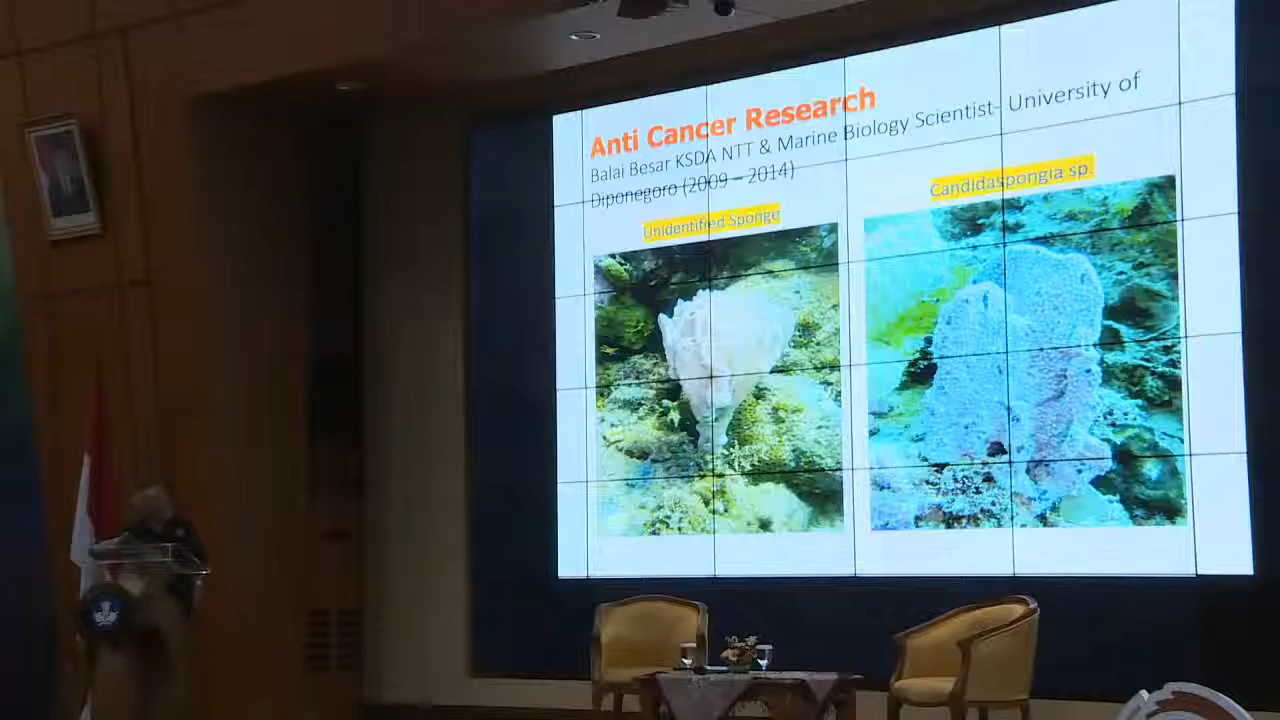 Anti Cancer Research
Balai Besar KSDA NTT & Marine Biology Scientist- University of
Diponegoro (2009 – 2014)
Unidentified Sponge
Candidaspongia sp.